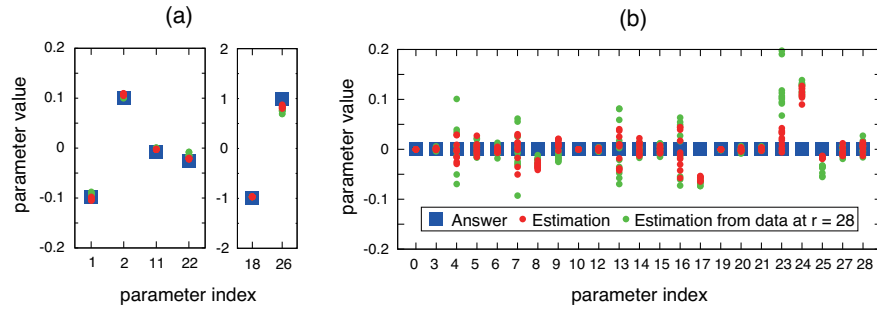 (a)
(b)
parameter value
0.2
0.1
0
-0.1
-0.2
2
1
0
-1
-2
1 2 11 22
18 26
parameter index
parameter value
0.2
0.1
0
-0.1
-0.2
Answer Estimation Estimation from data at r = 28
0 3 4 5 6 7 8 9 10 12 13 14 15 16 17 19 20 21 23 24 25 27 28
parameter index